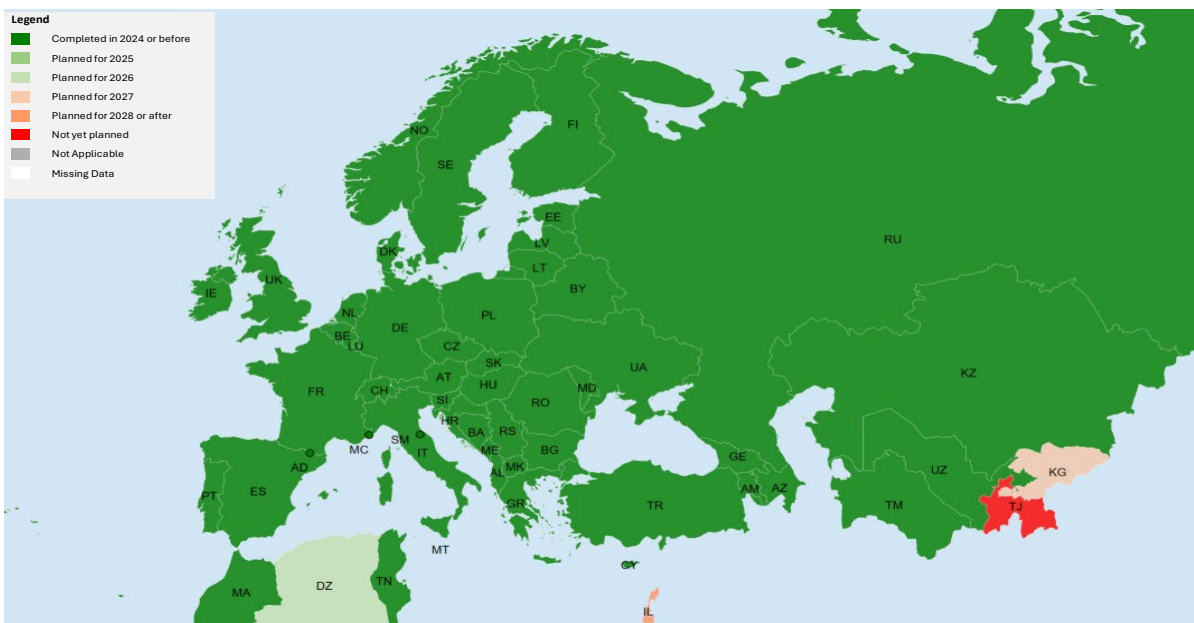 Legend
Completed in 2024 or before
Planned for 2025
Planned for 2026
Planned for 2027
Planned for 2028 or after
Not yet planned
Not Applicable
Missing Data
NO
FI
SE
EE
RU
LV
DK
LT
UK
BY
IE
NL
PL
DE
BE
LU
CZ
SK
UA
KZ
AT
HU
FR
CH
MD
SI
RO
HR
BA
RS
SM
MC
IT
ME
BG
GE
MK
AD
AL
UZ
KG
ES
PT
AM
AZ
GR
TR
TM
TJ
MT
CY
TN
DZ
MA
IL